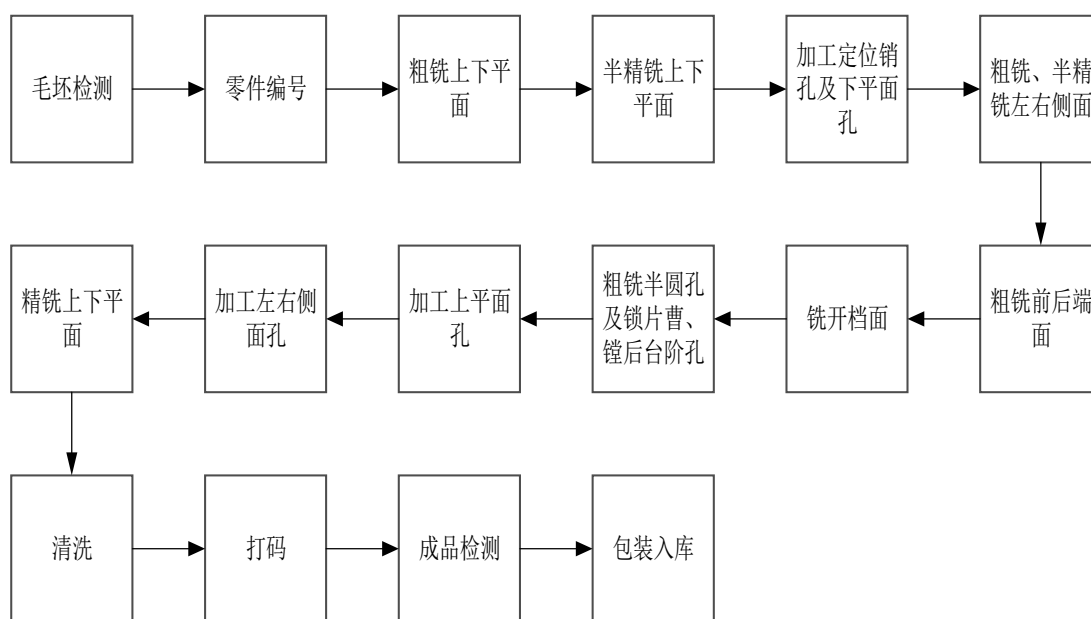 毛坯检测
零件编号
粗铣上下平
面
半精铣上下
平面
加工定位销
孔及下平面
孔
粗铣、半精
铣左右侧面
粗铣前后端
面
铣开档面
粗铣半圆孔
及锁片曹、
镗后台阶孔
加工上平面
孔
加工左右侧
面孔
精铣上下平
面
清洗
打码
成品检测
包装入库